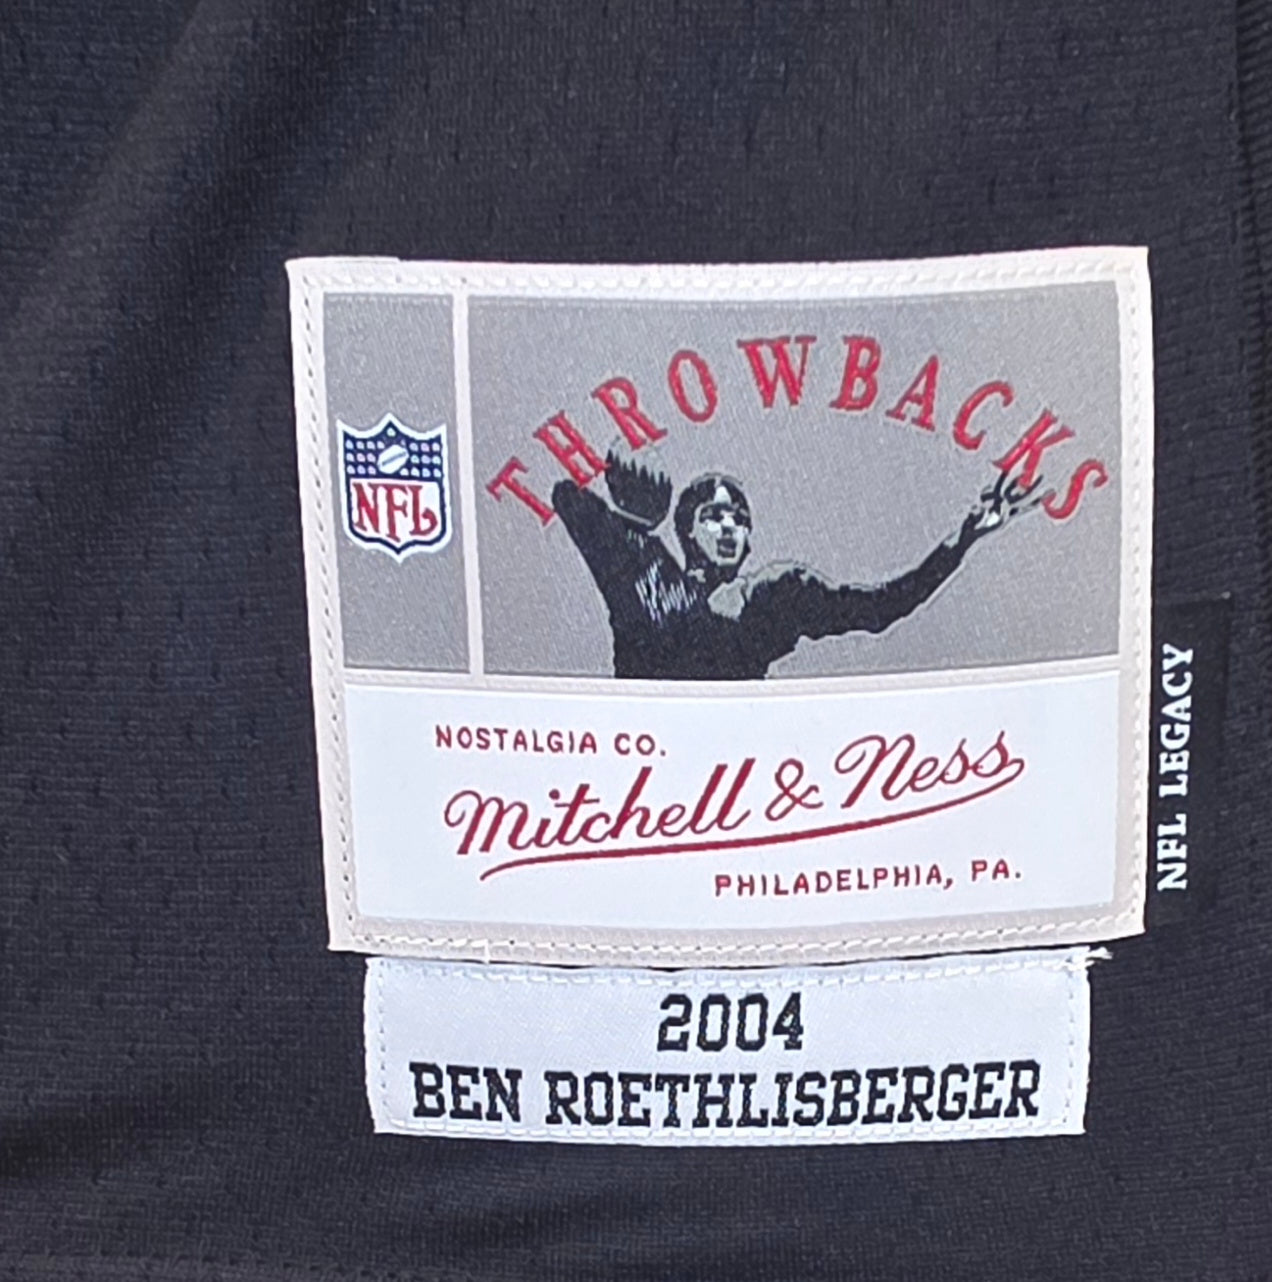 THROWBACKS
NFL
NOSTALGIA CO.
Mitchell & Ness
PHILADELPHIA, PA.
NFL LEGACY
2004
BEN ROETHLISBERGER